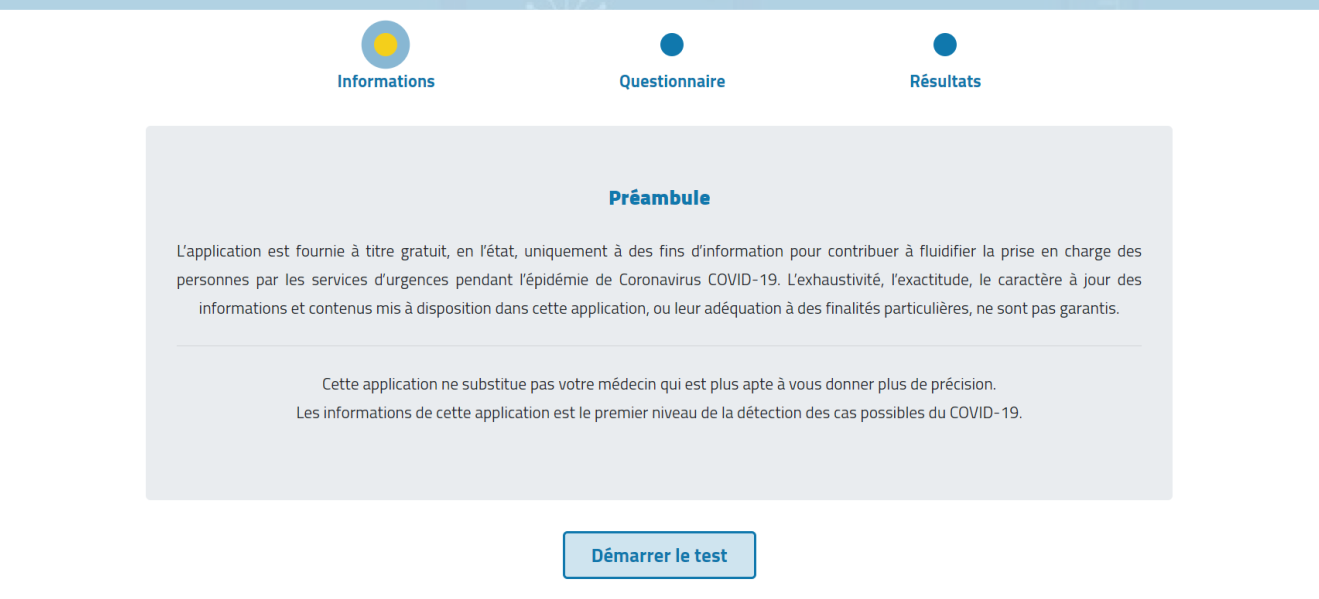 Informations
Questionnaire
Résultats
Préambule
L'application est fournie à titre gratuit, en l'état, uniquement à des fins d'information pour contribuer à fluidifier la prise en charge des
personnes par les services d'urgences pendant l'épidémie de Coronavirus COVID-19. L'exhaustivité, l'exactitude, le caractère à jour des
informations et contenus mis à disposition dans cette application, ou leur adéquation à des finalités particulières, ne sont pas garantis.
Cette application ne substitue pas votre médecin qui est plus apte à vous donner plus de précision.
Les informations de cette application est le premier niveau de la détection des cas possibles du COVID-19.
Démarrer le test